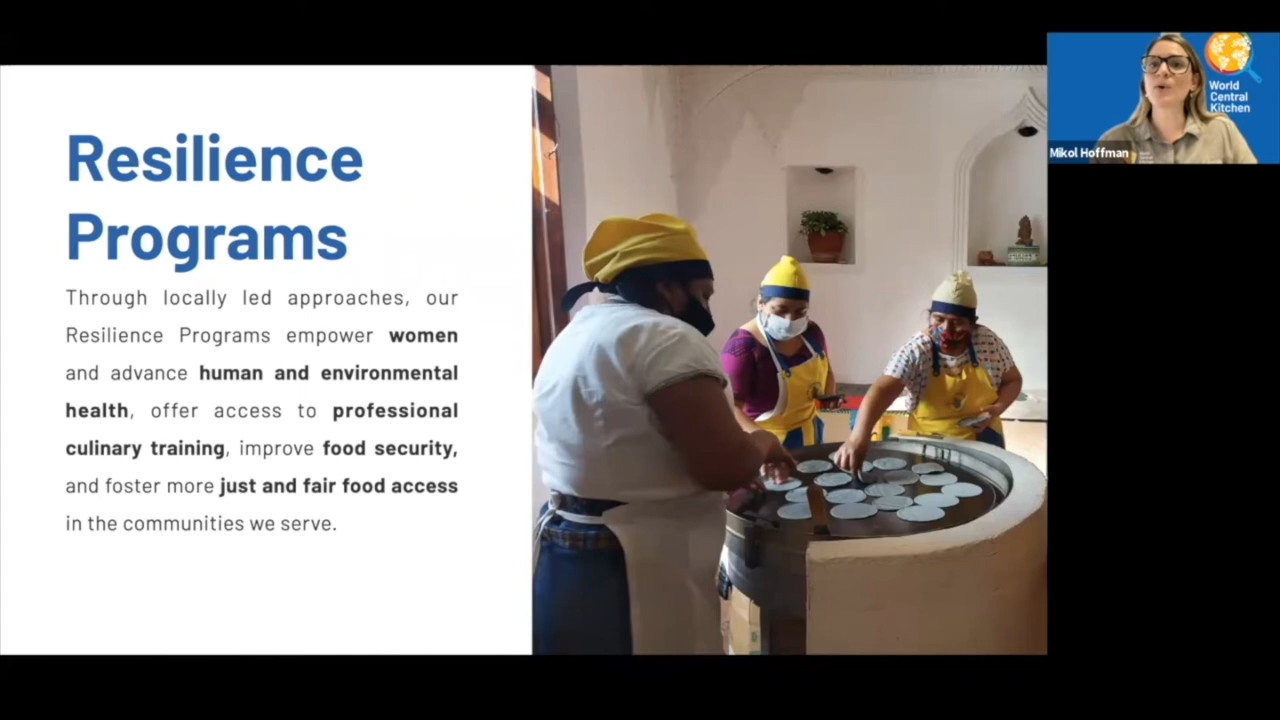 Resilience
Programs
Through locally led approaches, our
Resilience Programs empower women
and advance human and environmental
health, offer access to professional
culinary training, improve food security,
and foster more just and fair food access
in the communities we serve.
World
Central
Kitchen
Mikol Hoffman